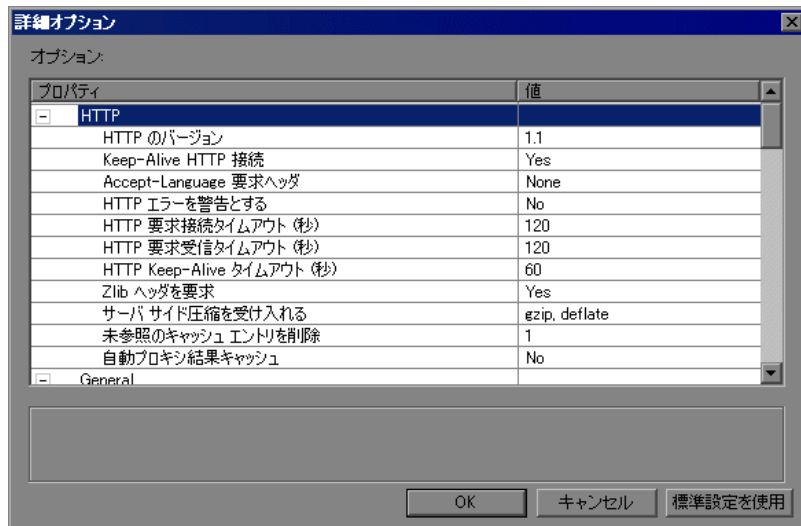 詳細オプション
オプション:
プロパティ 値
HTTP
HTTP のバージョン 1.1
Keep-Alive HTTP 接続 Yes
Accept-Language 要求ヘッダ None
HTTP エラーを警告とする No
HTTP 要求接続タイムアウト (秒) 120
HTTP 要求受信タイムアウト (秒) 120
HTTP Keep-Alive タイムアウト (秒) 60
Zlib ヘッダを要求 Yes
サーバ サイド圧縮を受け入れる gzip, deflate
未参照のキャッシュ エントリを削除 1
自動プロキシ結果キャッシュ No
General
OK キャンセル 標準設定を使用